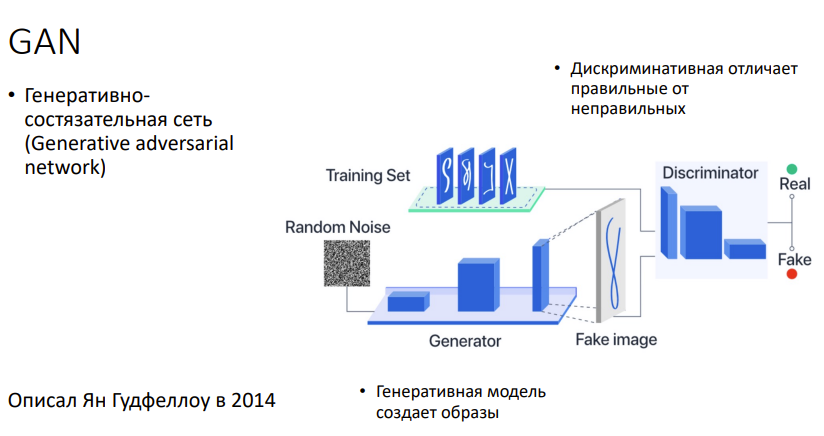 GAN
• Генеративно-
состязательная сеть
(Generative adversarial
network)
• Дискриминативная отличает
правильные от
неправильных
Training Set
Discriminator
Real
Random Noise
Fake
Generator
Fake image
• Генеративная модель
создает образы
Описал Ян Гудфеллоу в 2014